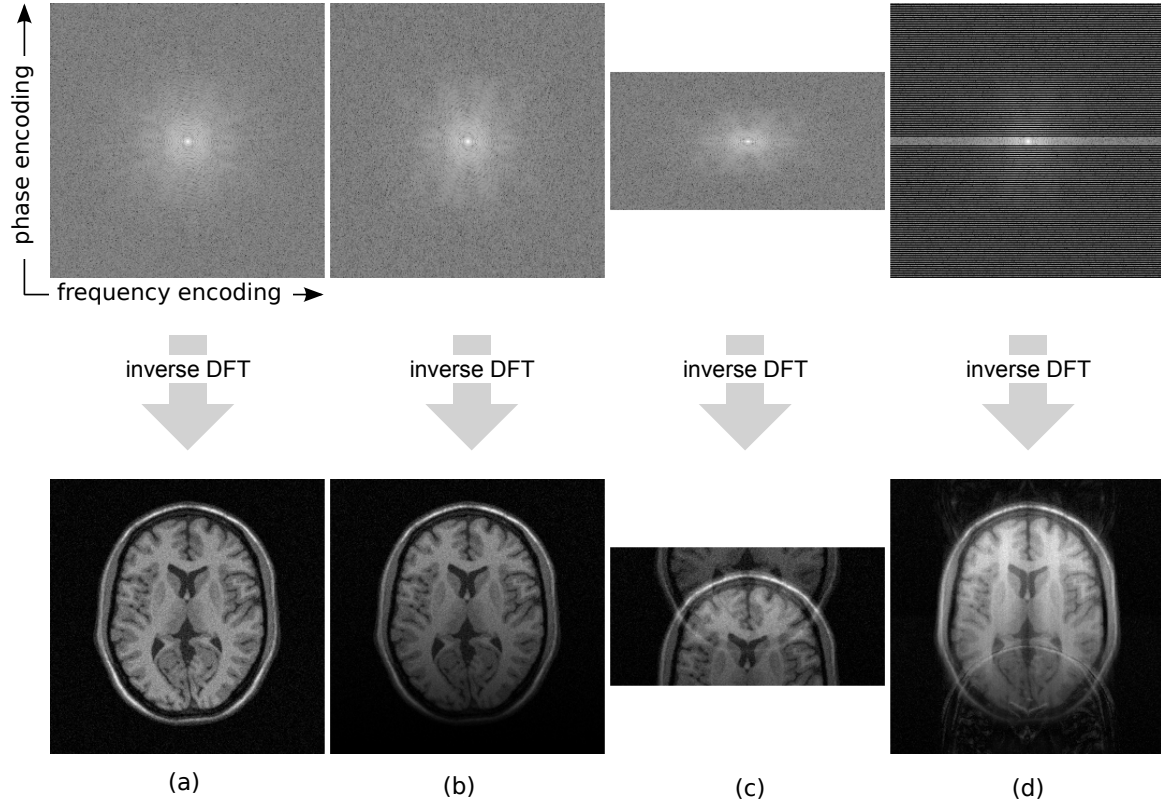 phase encoding
frequency encoding
inverse DFT
inverse DFT
inverse DFT
inverse DFT
(a)
(b)
(c)
(d)